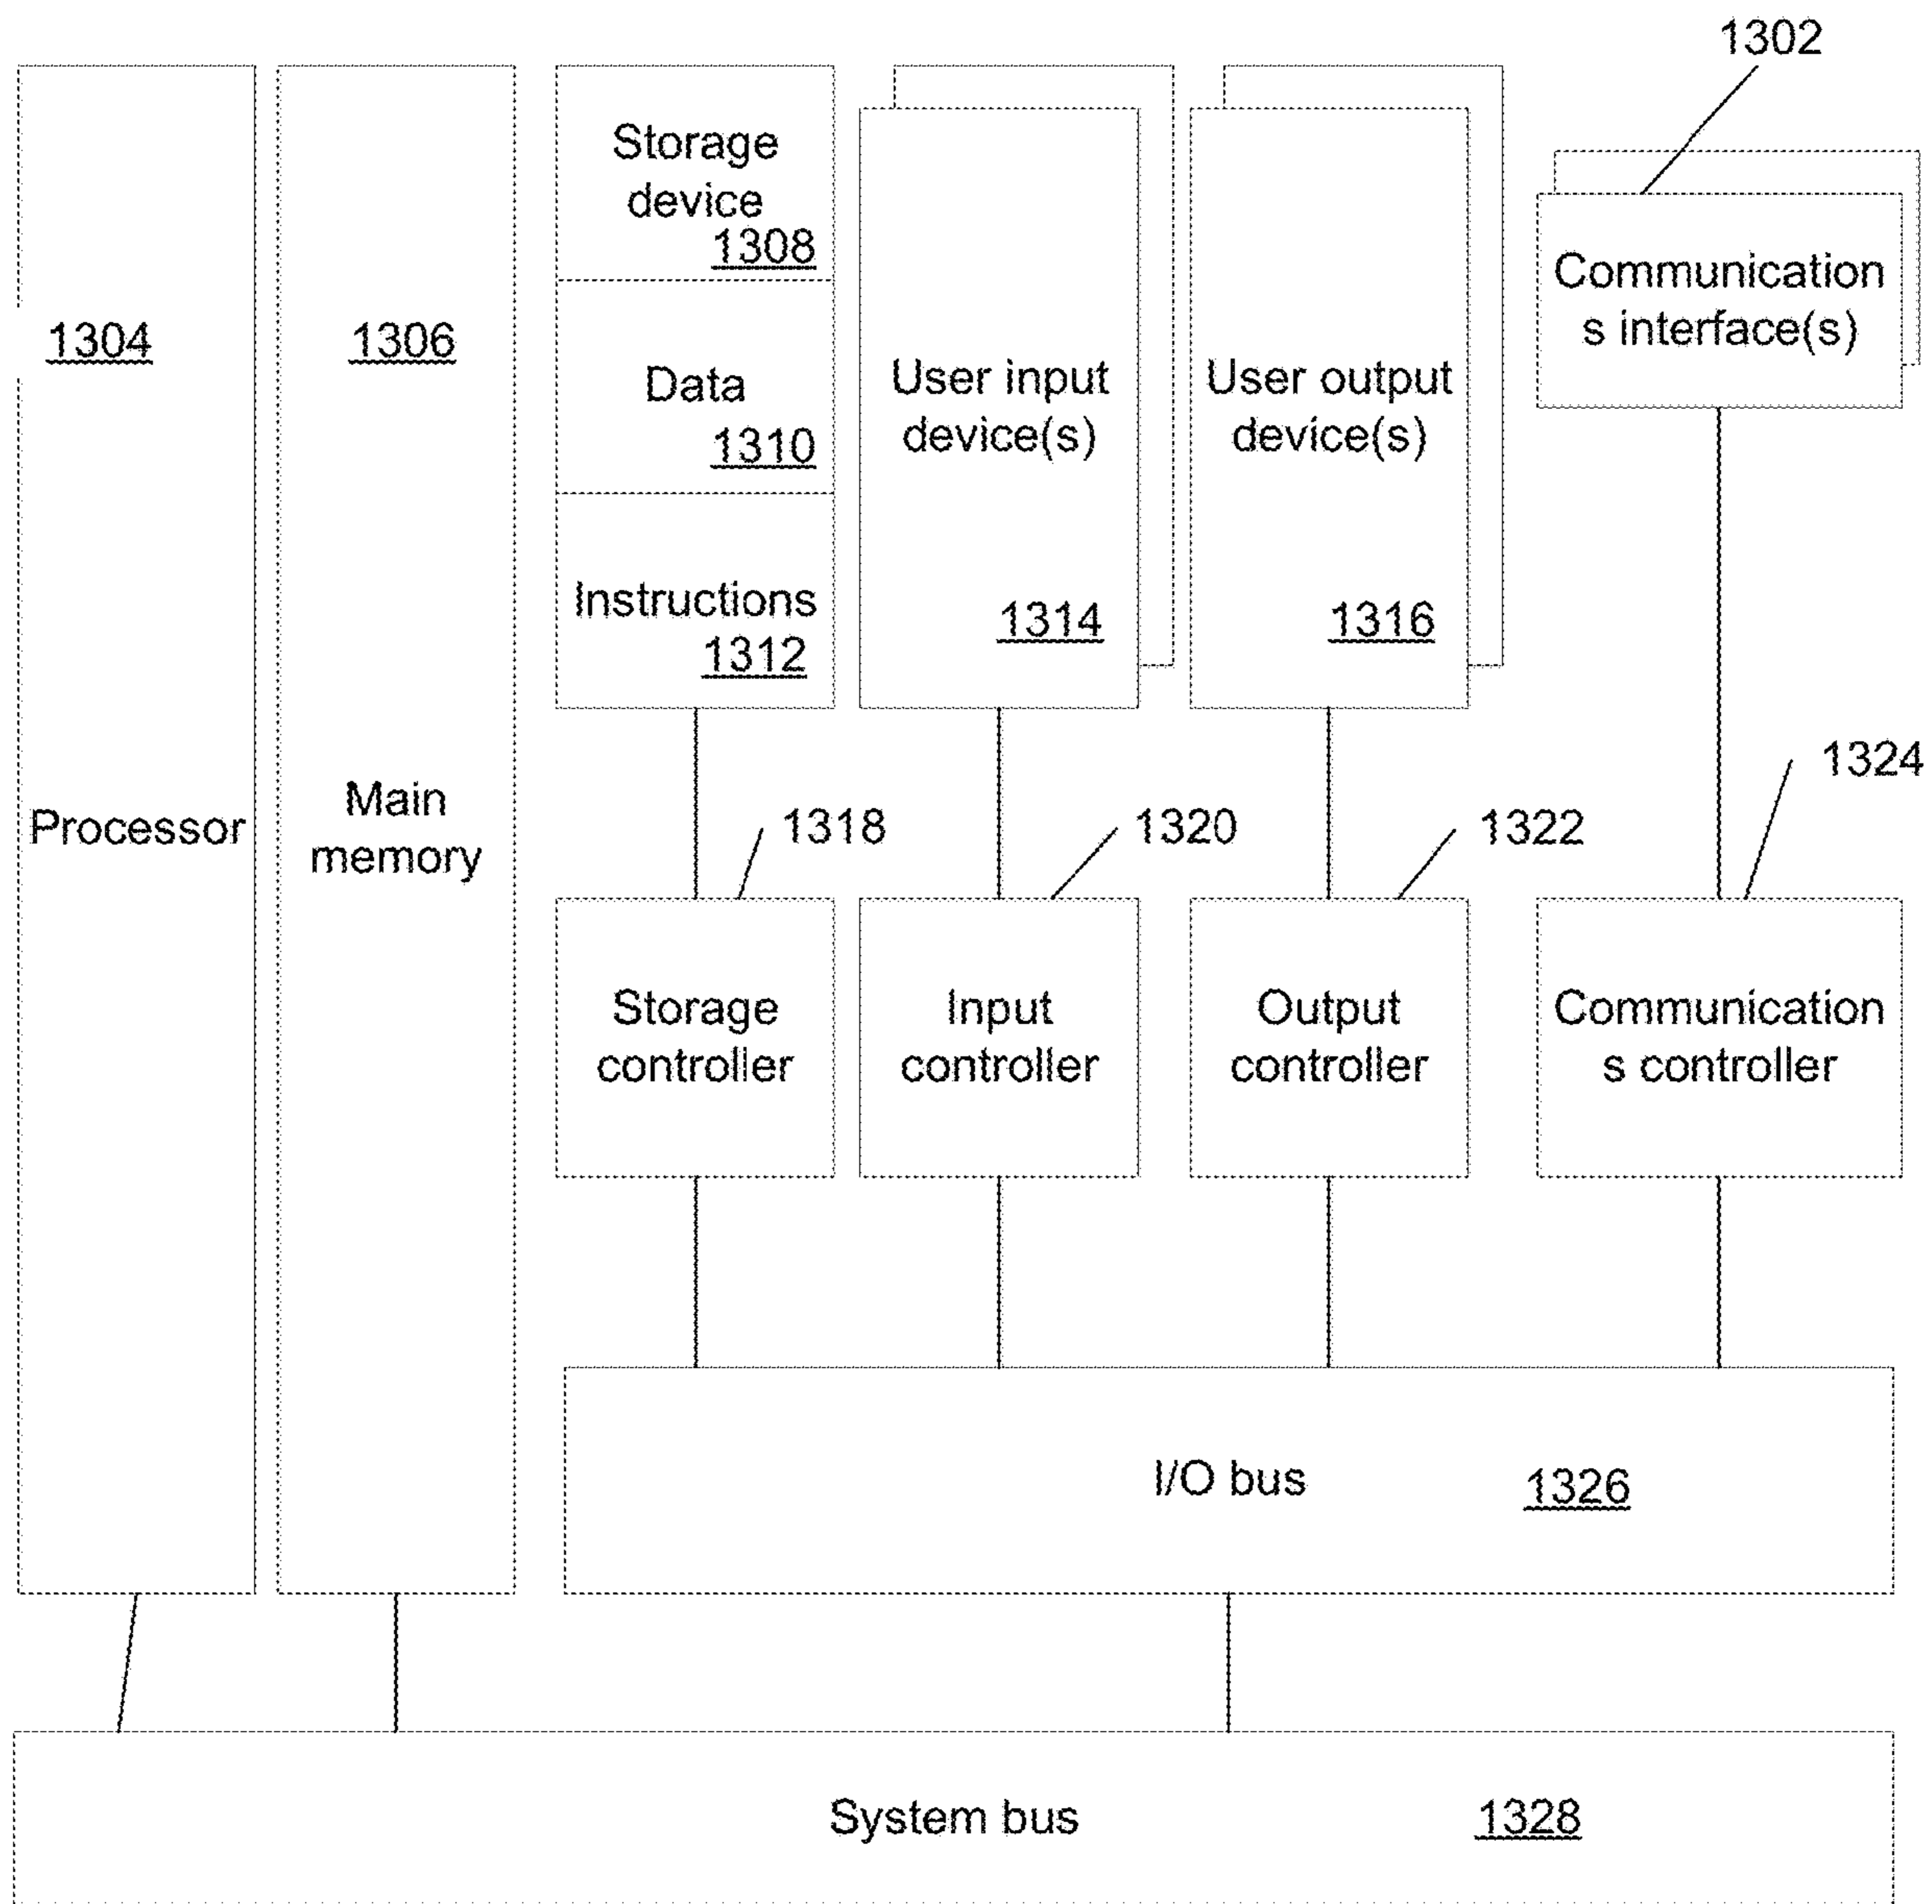 1302
Storage
device
1308
Communication
s interface(s)
1304
1306
Data
1310
User input
device(s)
User output
device(s)
Instructions
1312
1314
1316
1324
Processor
Main
memory
1318
1320
1322
Storage
controller
Input
controller
Output
controller
Communication
s controller
I/O bus
1326
System bus
1328